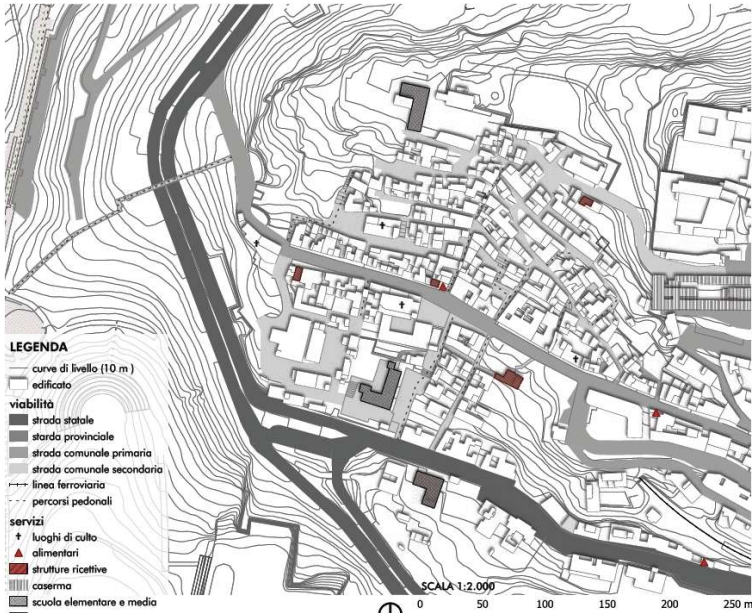 LEGENDA
curve di livello (10 m )
edificato
viabilità
strada statale
starda provinciale
strada comunale primaria
strada comunale secondaria
linea ferroviaria
percorsi pedonali
servizi
luoghi di culto
alimentari
strutture ricettive
caserma
scuola elementare e media
SCALA 1:2.000
0 50 100 150 200 250 m